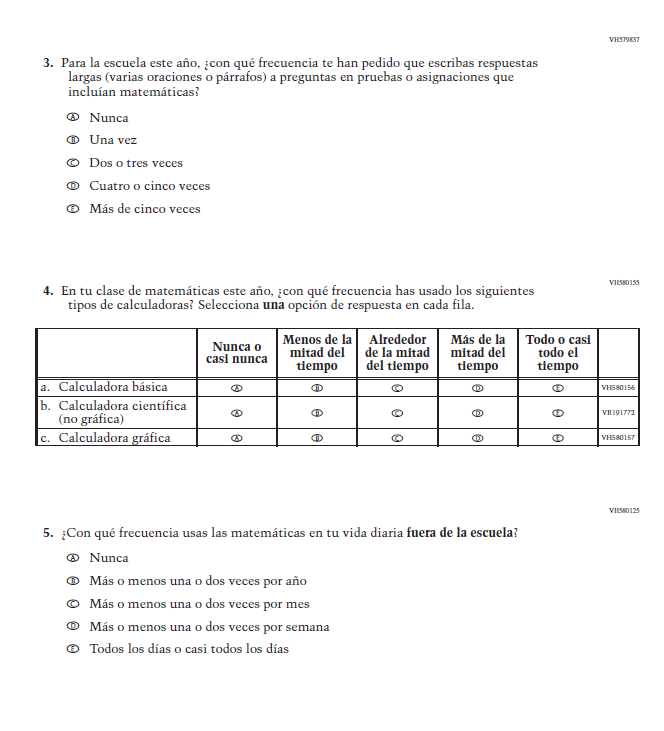 VH579837
3. Para la escuela este año, ¿con qué frecuencia te han pedido que escribas respuestas
largas (varias oraciones o párrafos) a preguntas en pruebas o asignaciones que
incluían matemáticas?
A Nunca
B Una vez
C Dos o tres veces
D Cuatro o cinco veces
E Más de cinco veces
VH580155
4. En tu clase de matemáticas este año, ¿con qué frecuencia has usado los siguientes
tipos de calculadoras? Selecciona una opción de respuesta en cada fila.
Nunca o casi nunca Menos de la mitad del tiempo Alrededor de la mitad del tiempo Más de la mitad del tiempo Todo o casi todo el tiempo
a. Calculadora básica A B C D E VH580156
b. Calculadora científica
(no gráfica) A B C D E VR191772
c. Calculadora gráfica A B C D E VH580157
VH580125
5. ¿Con qué frecuencia usas las matemáticas en tu vida diaria fuera de la escuela?
A Nunca
B Más o menos una o dos veces por año
C Más o menos una o dos veces por mes
D Más o menos una o dos veces por semana
E Todos los días o casi todos los días